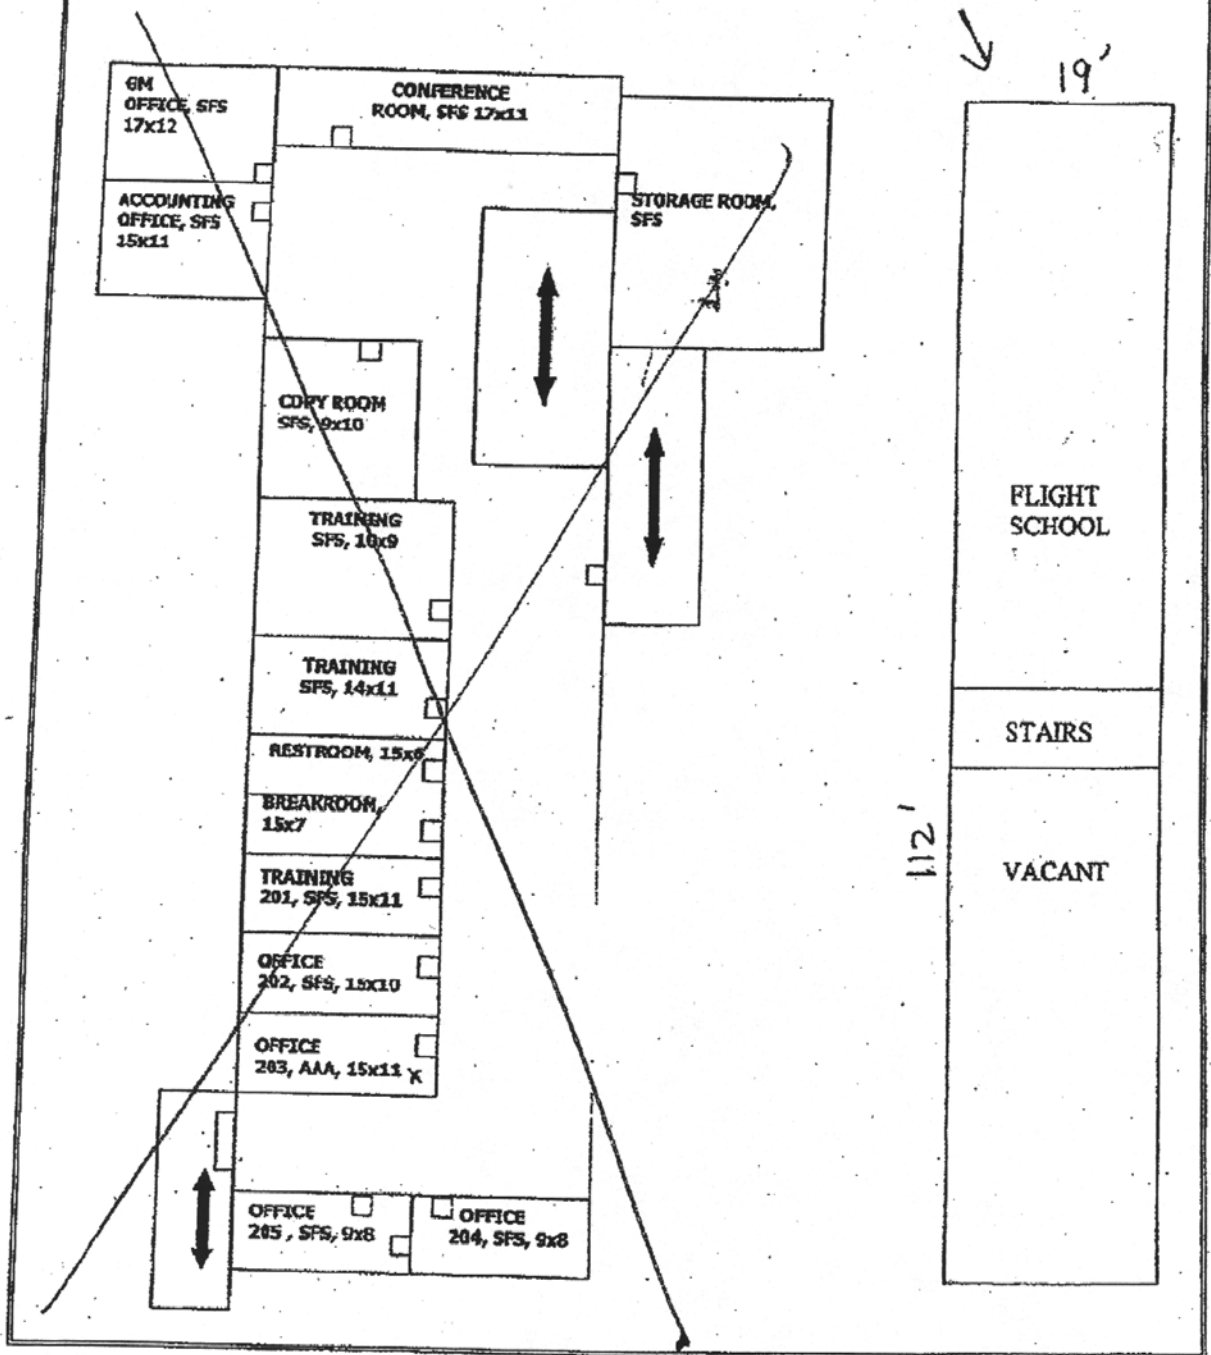 GM
OFFICE, SFS
17x12
CONFERENCE
ROOM, SFS 17x11
ACCOUNTING
OFFICE, SFS
15x11
STORAGE ROOM,
SFS
COPY ROOM
SFS, 9x10
TRAINING
SFS, 10x9
TRAINING
SFS, 14x11
RESTROOM, 15x6
BREAKROOM,
15x7
TRAINING
201, SFS, 15x11
OFFICE
202, SFS, 15x10
OFFICE
203, AAA, 15x11 x
OFFICE
205 , SFS, 9x8
OFFICE
204, SFS, 9x8
19'
FLIGHT
SCHOOL
STAIRS
112'
VACANT